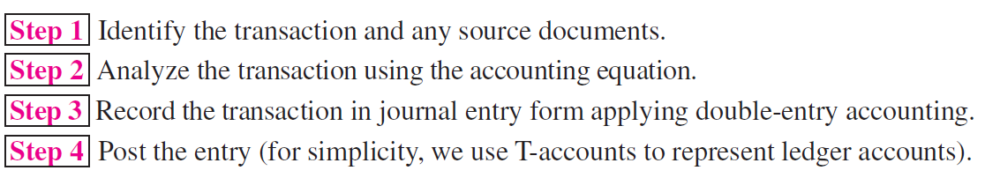 Step 1 Identify the transaction and any source documents.
Step 2 Analyze the transaction using the accounting equation.
Step 3 Record the transaction in journal entry form applying double-entry accounting.
Step 4 Post the entry (for simplicity, we use T-accounts to represent ledger accounts).